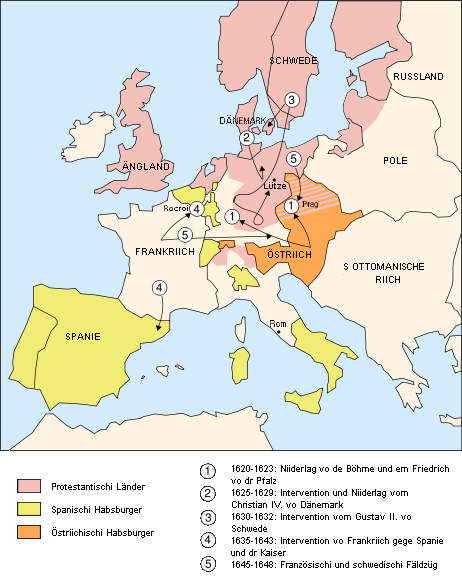 SCHWEDE
RUSSLAND
3
DÄNEMARK
2
POLE
ÄNGLAND
5
Lütze
Rocroii
4
1
1
Prag
5
FRANKRIICH
ÖSTRIICH
S OTTOMANISCHE
RIICH
4
SPANIE
Rom
Protestantischi Länder
Spanischi Habsburger
Östriichischi Habsburger
1 1620-1623: Niiderlag vo de Böhme und em Friedrich
vo dr Pfalz
2 1625-1629: Intervention und Niiderlag vom
Christian IV. vo Dänemark
3 1630-1632: Intervention vom Gustav II. vo
Schwede
4 1635-1643: Intervention vo Frankriich gege Spanie
und dr Kaiser
5 1645-1648: Französischi und schwedischi Fäldzüg